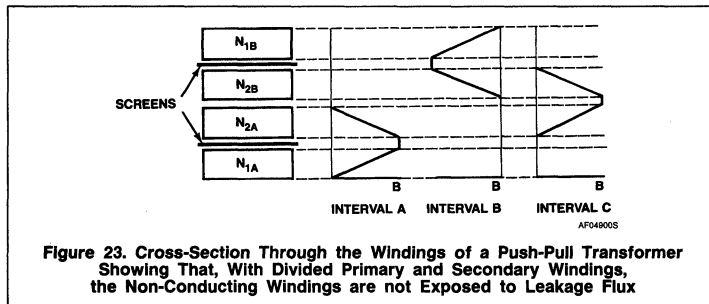 N1B
SCREENS
N2B
N2A
N1A
B B B
INTERVAL A INTERVAL B INTERVAL C
AF04900S
Figure 23. Cross-Section Through the Windings of a Push-Pull Transformer
Showing That, With Divided Primary and Secondary Windings,
the Non-Conducting Windings are not Exposed to Leakage Flux